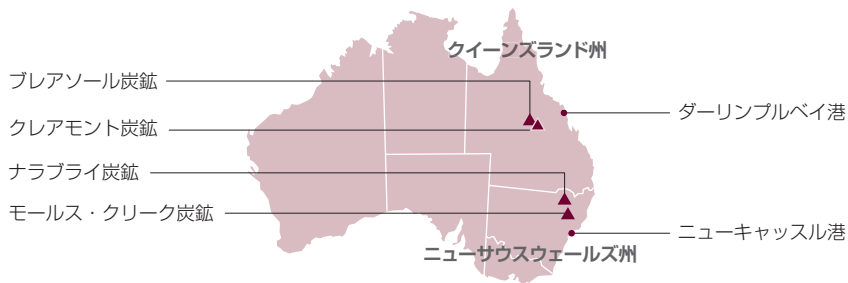 クイーンズランド州
ブレアソール炭鉱
ダーリンプルベイ港
クレアモント炭鉱
ナラブライ炭鉱
モールス・クリーク炭鉱
ニューキャッスル港
ニューサウスウェールズ州